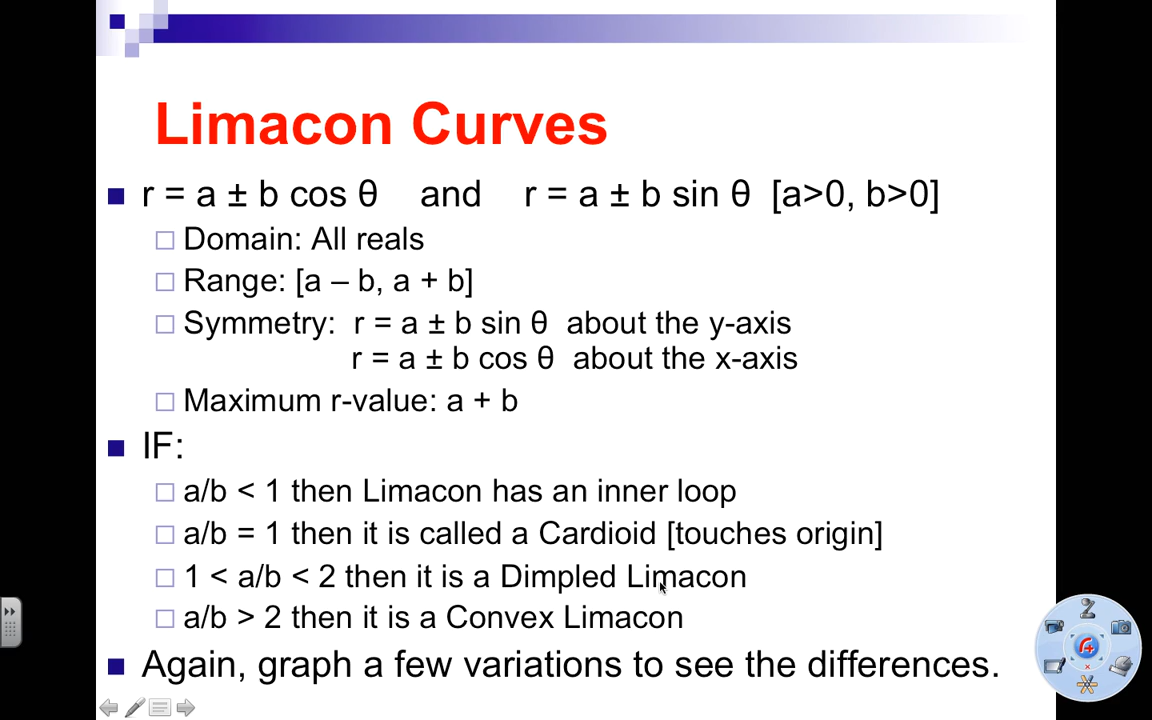 Limacon Curves
r = a ± b cos θ and r = a ± b sin θ [a>0, b>0]
Domain: All reals
Range: [a – b, a + b]
Symmetry: r = a ± b sin θ about the y-axis
r = a ± b cos θ about the x-axis
Maximum r-value: a + b
IF:
a/b < 1 then Limacon has an inner loop
a/b = 1 then it is called a Cardioid [touches origin]
1 < a/b < 2 then it is a Dimpled Limacon
a/b > 2 then it is a Convex Limacon
Again, graph a few variations to see the differences.